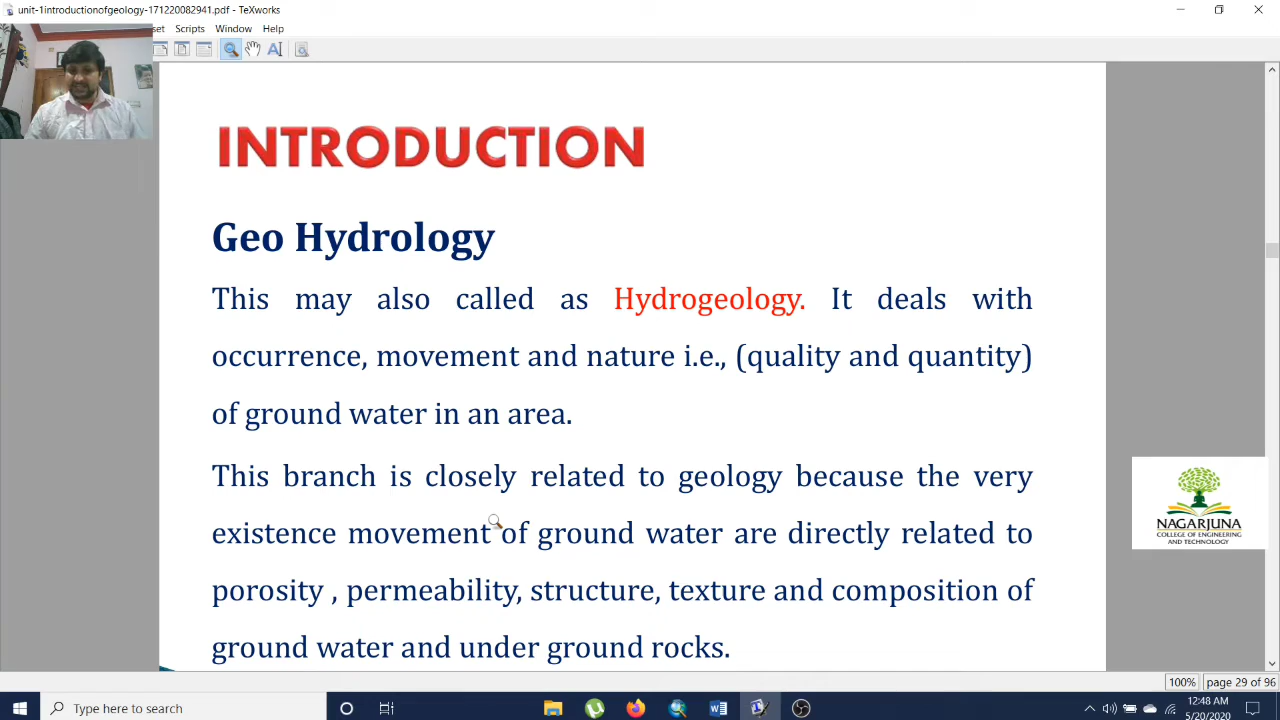 unit-1introductionofgeology-171220082941.pdf - TeXworks
set Scripts Window Help
INTRODUCTION
Geo Hydrology
This may also called as Hydrogeology. It deals with
occurrence, movement and nature i.e., (quality and quantity)
of ground water in an area.
This branch is closely related to geology because the very
existence movement of ground water are directly related to
porosity , permeability, structure, texture and composition of
ground water and under ground rocks.
NAGARJUNA
COLLEGE OF ENGINEERING
AND TECHNOLOGY
100% page 29 of 96
Type here to search
12:48 AM
5/20/2020